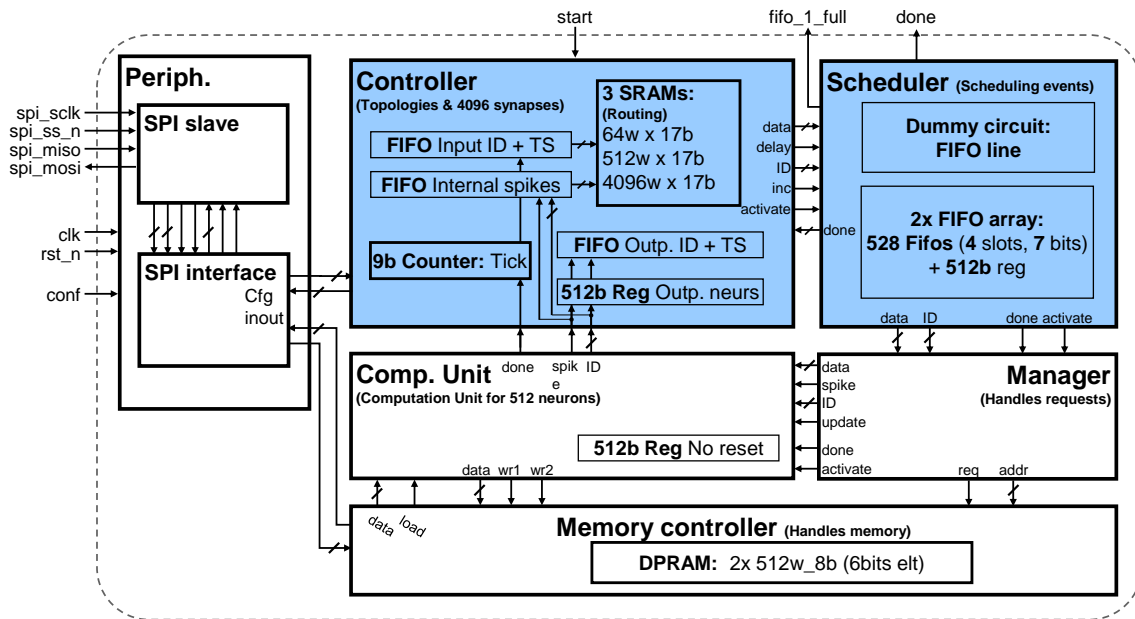 start
fifo_1_full
done
Periph.
spi_sclk
spi_ss_n
spi_miso
spi_mosi
SPI slave
clk
rst_n
conf
SPI interface
Cfg
inout
Controller
(Topologies & 4096 synapses)
3 SRAMs:
(Routing)
64w x 17b
512w x 17b
4096w x 17b
FIFO Input ID + TS
FIFO Internal spikes
FIFO Outp. ID + TS
9b Counter: Tick
512b Reg Outp. neurs
data
delay
ID
inc
activate
done
Scheduler (Scheduling events)
Dummy circuit:
FIFO line
2x FIFO array:
528 Fifos (4 slots, 7 bits)
+ 512b reg
data ID
done activate
done
spik
e
ID
Comp. Unit
(Computation Unit for 512 neurons)
512b Reg No reset
data
spike
ID
update
done
activate
Manager
(Handles requests)
data wr1 wr2
req addr
data
load
Memory controller (Handles memory)
DPRAM: 2x 512w_8b (6bits elt)